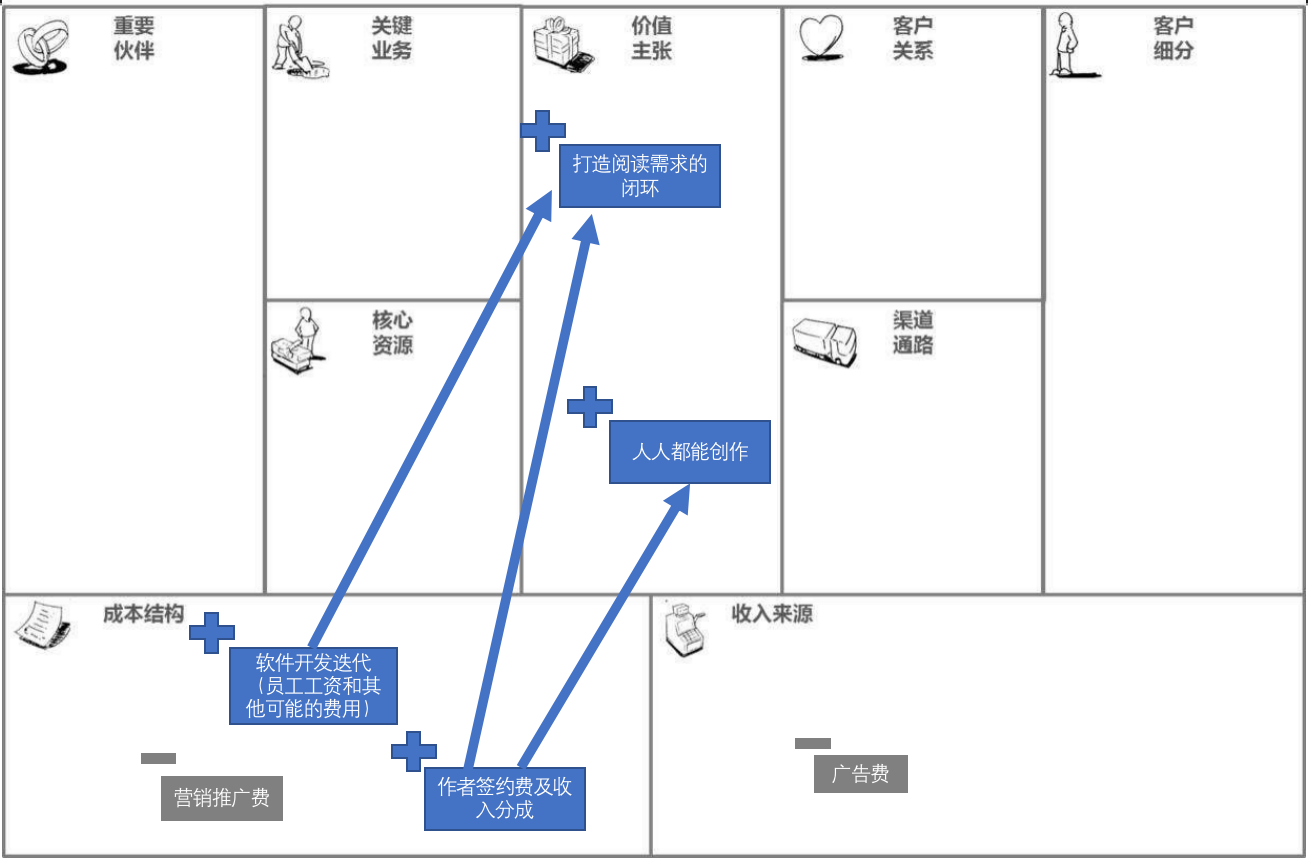 重要
伙伴
关键
业务
价值
主张
客户
关系
客户
细分
打造阅读需求的
闭环
核心
资源
渠道
通路
人人都能创作
成本结构
收入来源
软件开发迭代
（员工工资和其
他可能的费用）
营销推广费
作者签约费及收
入分成
广告费